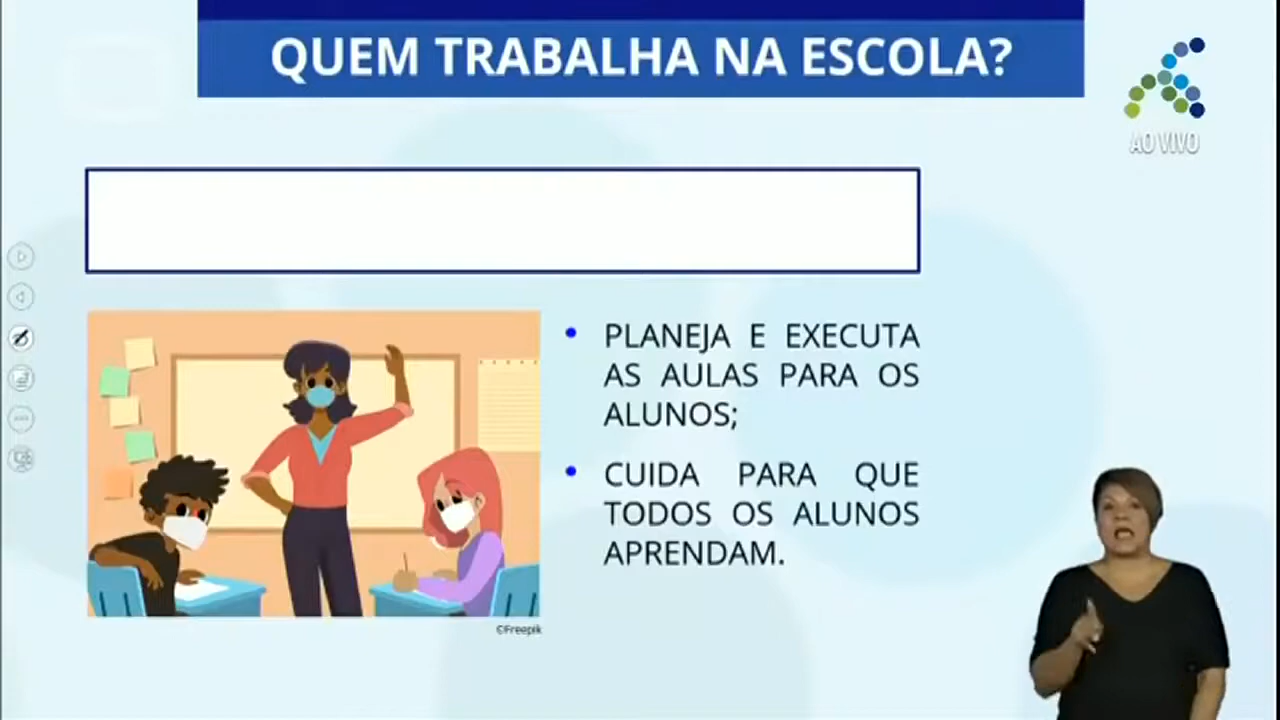 QUEM TRABALHA NA ESCOLA?
AO VIVO
• PLANEJA E EXECUTA
AS AULAS PARA OS
ALUNOS;
• CUIDA PARA QUE
TODOS OS ALUNOS
APRENDAM.
©Freepik